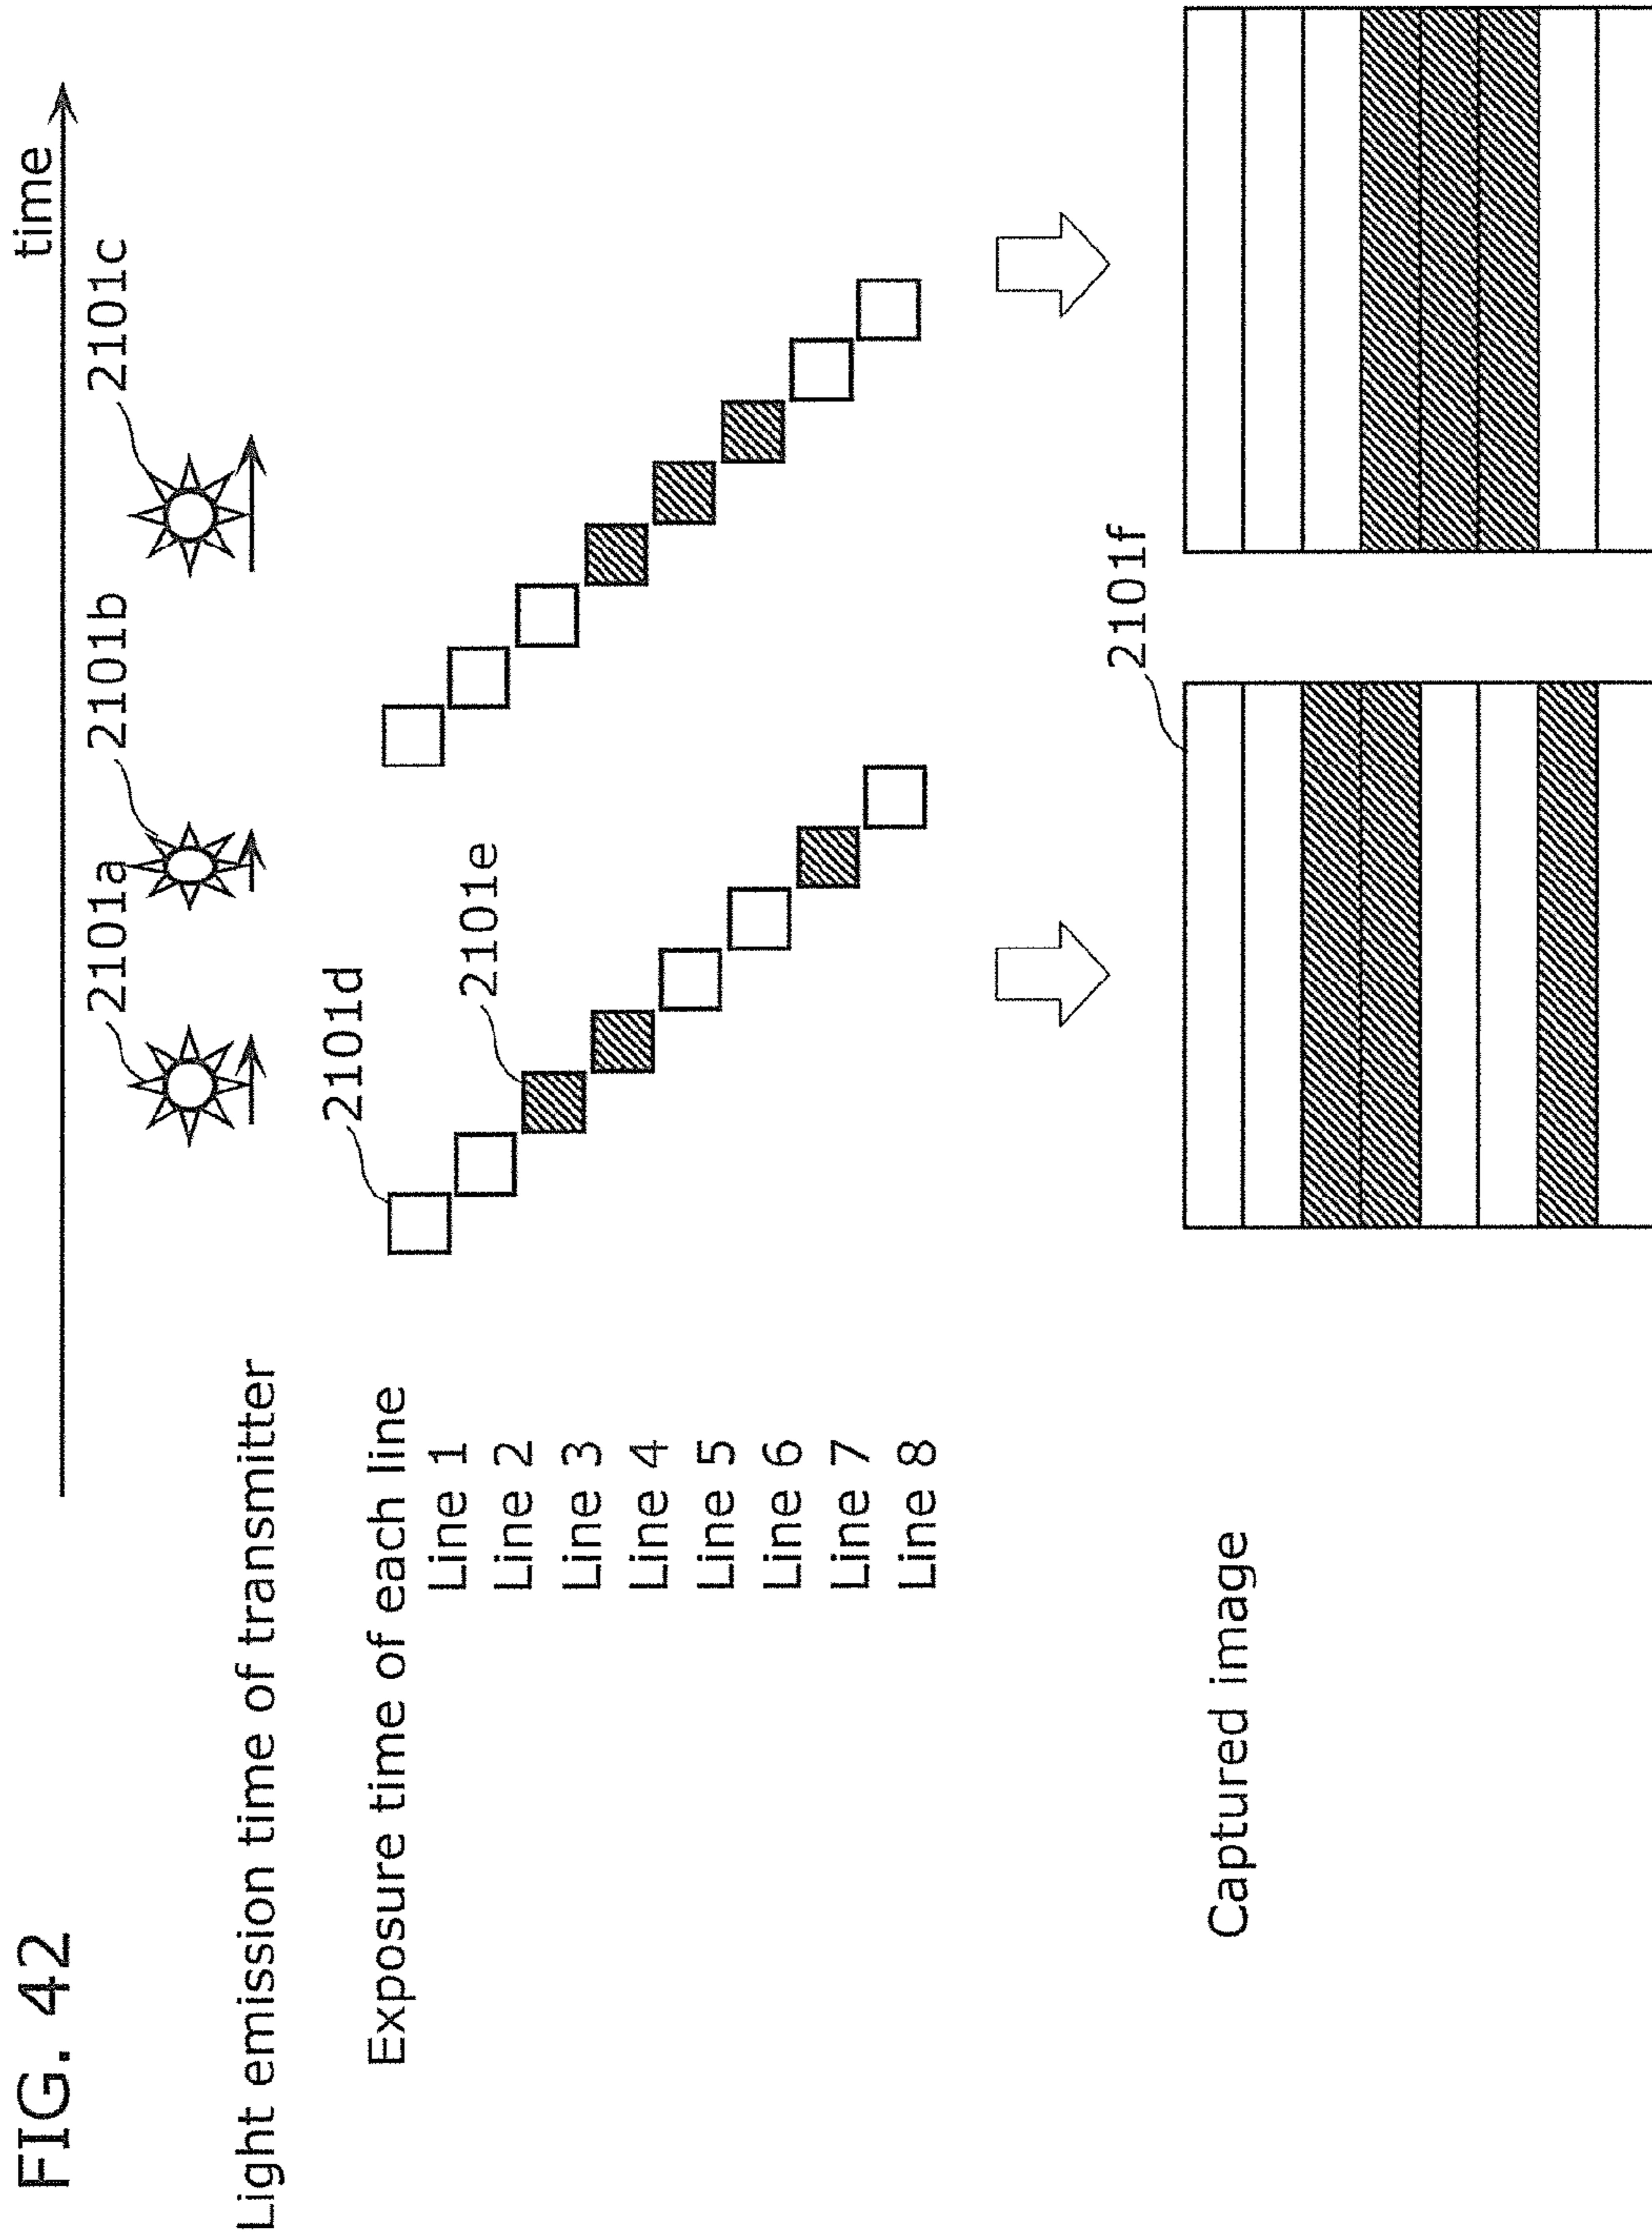 FIG. 42
time
Light emission time of transmitter
2101a
2101b
2101c
Exposure time of each line
2101d
2101e
Line 1
Line 2
Line 3
Line 4
Line 5
Line 6
Line 7
Line 8
Captured image
2101f